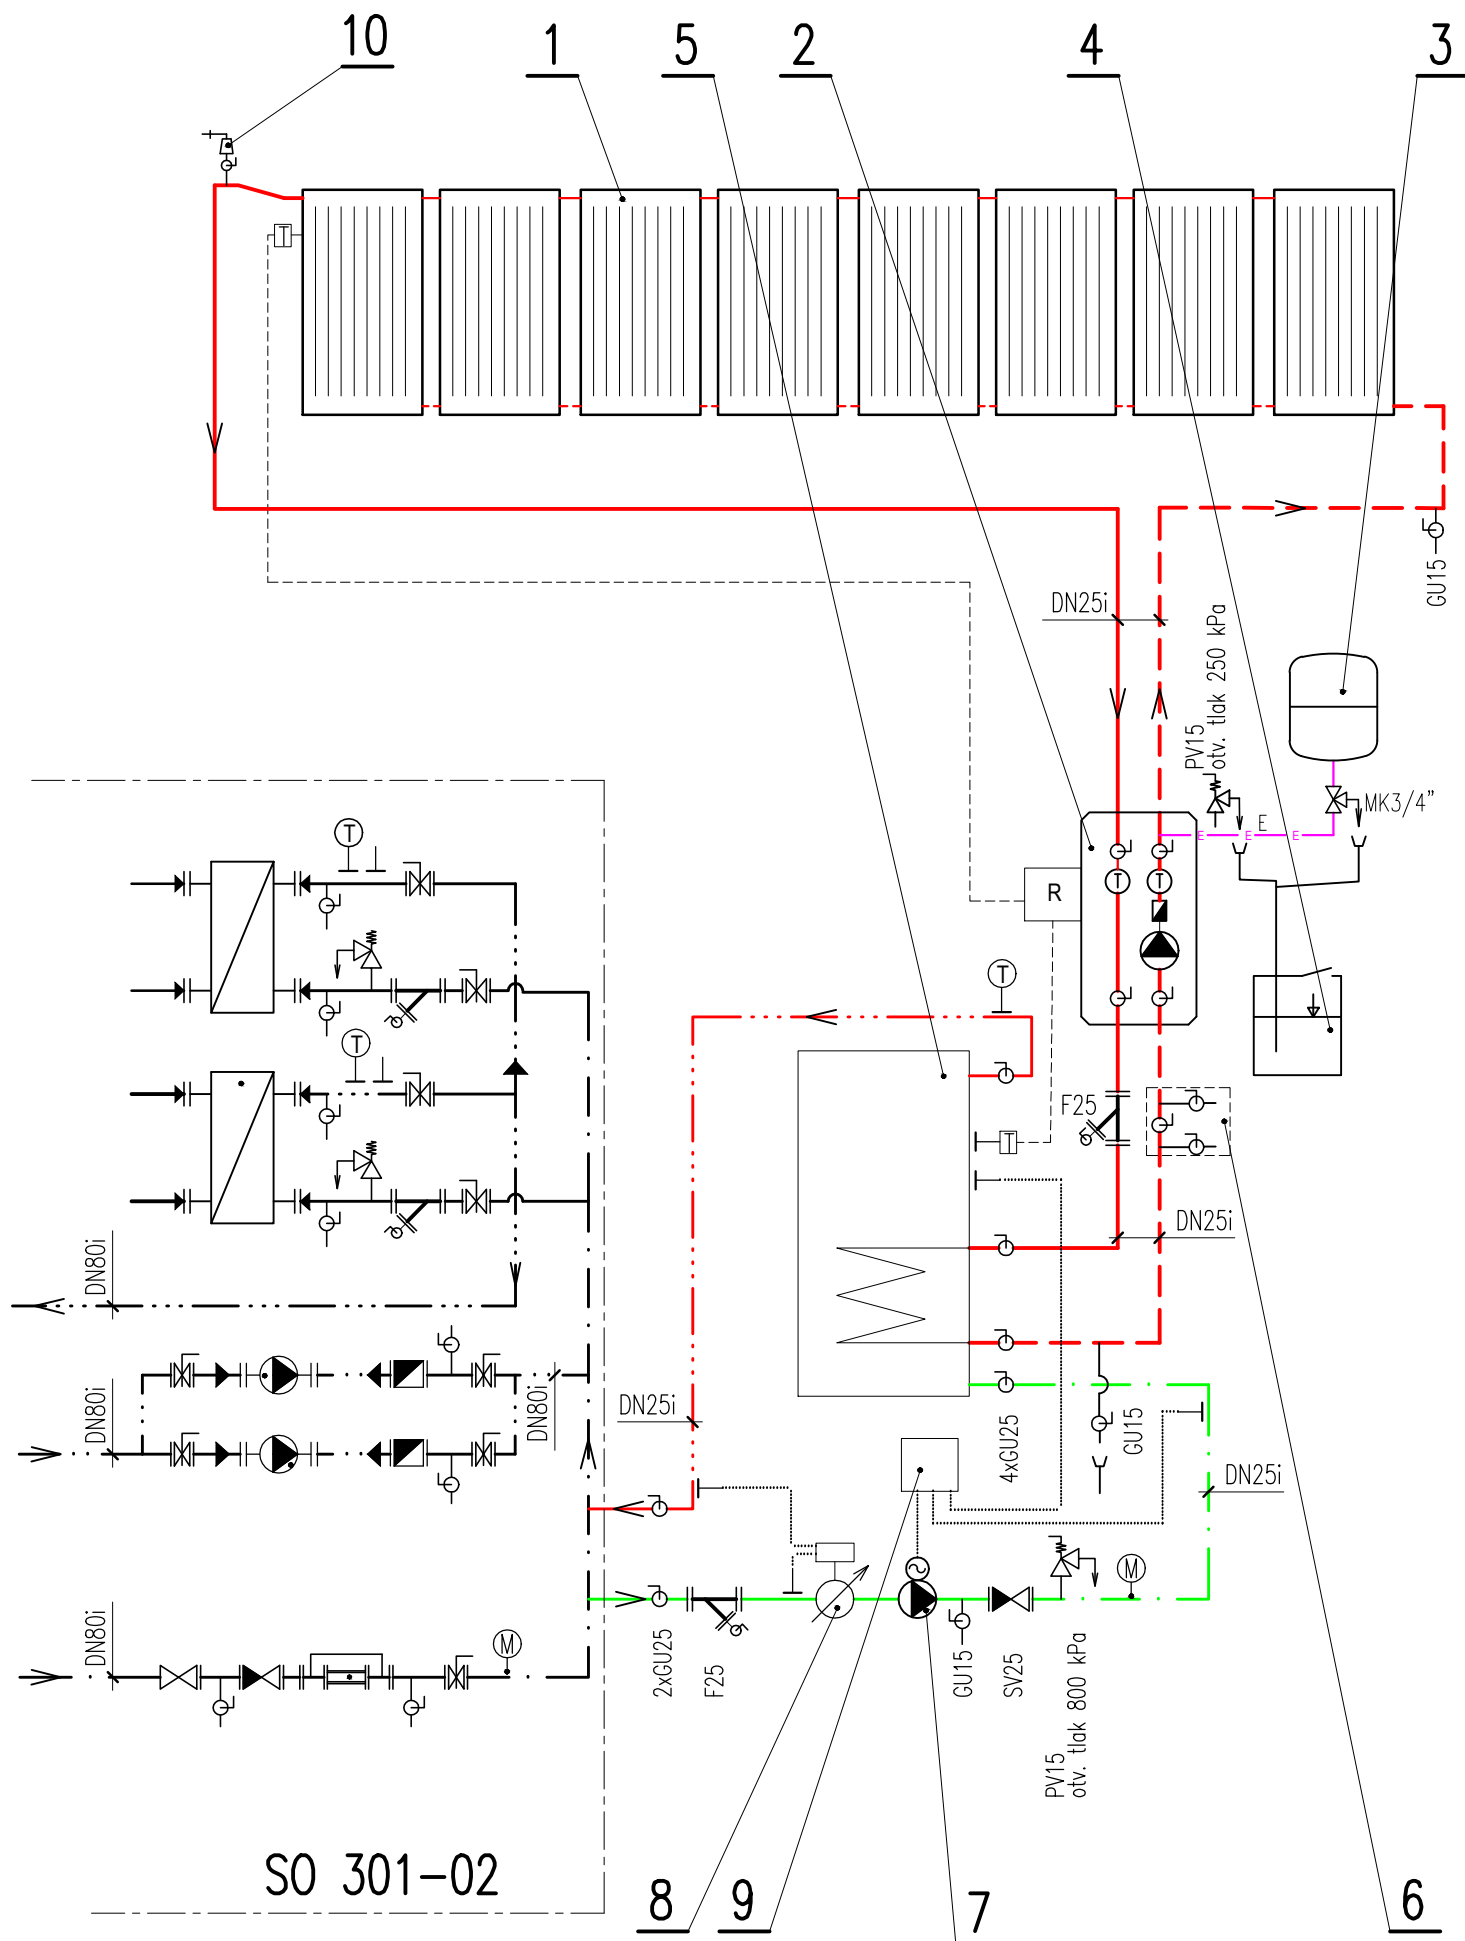 10
1
5
2
4
3
T
GU15
DN25i
PV15
otv. tlak 250 kPa
MK3/4"
E
E
E
E
T
T
T
R
T
T
F25
T
DN25i
DN80i
DN80i
DN80i
DN25i
4xGU25
GU15
DN25i
M
DN80i
M
2xGU25
F25
GU15
SV25
PV15
otv. tlak 800 kPa
SO 301-02
8
9
7
6